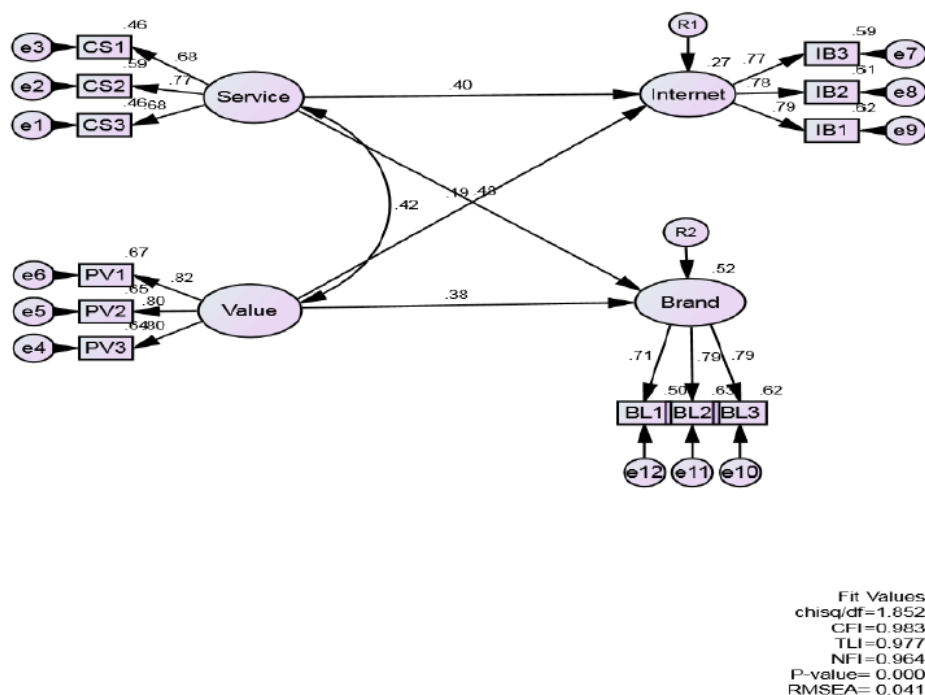 .46
R1
.59
e3 CS1 .68 .27 .77 IB3 e7
.59 .61
e2 CS2 .77 Service .40 Internet .78 IB2 e8
.46 .68 .79 .62
e1 CS3 IB1 e9
.19 .48
.42
R2
.67
e6 PV1 .82 .52
.65
e5 PV2 .80 Value .38 Brand
.64 .80
e4 PV3
.71 .79 .79
.50 .63 .62
BL1 BL2 BL3
e12 e11 e10
Fit Values
chisq/df=1.852
CFI=0.983
TLI=0.977
NFI=0.964
P-value= 0.000
RMSEA= 0.041